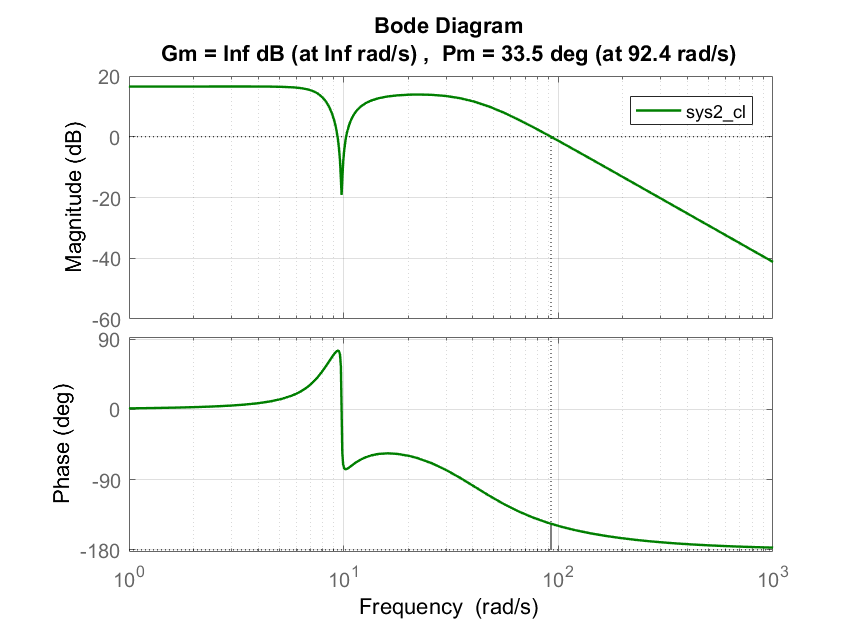 Bode Diagram
Gm = Inf dB (at Inf rad/s) ,  Pm = 33.5 deg (at 92.4 rad/s)
20
0
-20
-40
-60
Magnitude (dB)
sys2_cl
90
0
-90
-180
Phase (deg)
10^0 10^1 10^2 10^3
Frequency  (rad/s)